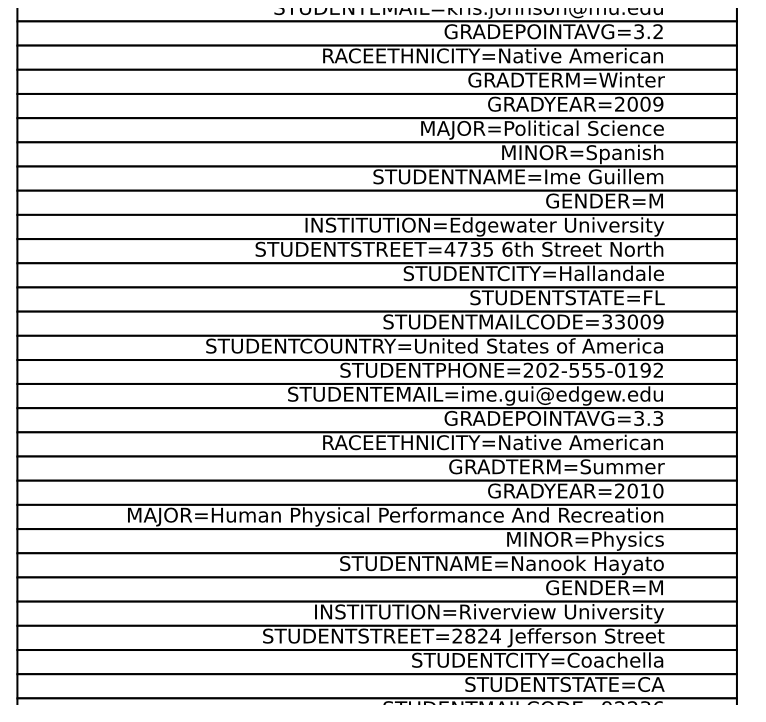 STUDENTEMAIL=kris.johnson@mu.edu
GRADEPOINTAVG=3.2
RACEETHNICITY=Native American
GRADTERM=Winter
GRADYEAR=2009
MAJOR=Political Science
MINOR=Spanish
STUDENTNAME=Ime Guillem
GENDER=M
INSTITUTION=Edgewater University
STUDENTSTREET=4735 6th Street North
STUDENTCITY=Hallandale
STUDENTSTATE=FL
STUDENTMAILCODE=33009
STUDENTCOUNTRY=United States of America
STUDENTPHONE=202-555-0192
STUDENTEMAIL=ime.gui@edgew.edu
GRADEPOINTAVG=3.3
RACEETHNICITY=Native American
GRADTERM=Summer
GRADYEAR=2010
MAJOR=Human Physical Performance And Recreation
MINOR=Physics
STUDENTNAME=Nanook Hayato
GENDER=M
INSTITUTION=Riverview University
STUDENTSTREET=2824 Jefferson Street
STUDENTCITY=Coachella
STUDENTSTATE=CA
STUDENTMAILCODE=92236